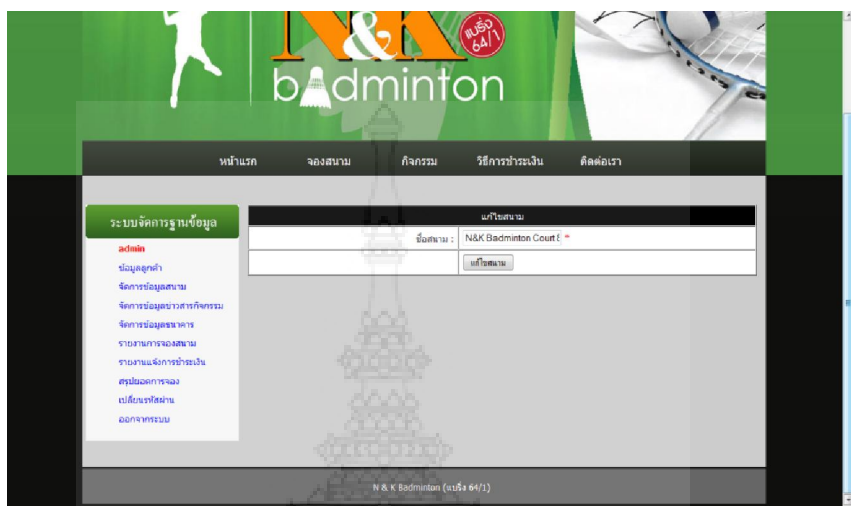 N&K
แบริ่ง
64/1
badminton
หน้าแรก จองสนาม กิจกรรม วิธีการชำระเงิน ติดต่อเรา
ระบบจัดการฐานข้อมูล
admin
ข้อมูลลูกค้า
จัดการข้อมูลสนาม
จัดการข้อมูลข่าวสารกิจกรรม
จัดการข้อมูลธนาคาร
รายงานการจองสนาม
รายงานแจ้งการชำระเงิน
สรุปยอดการจอง
เปลี่ยนรหัสผ่าน
ออกจากระบบ
แก้ไขสนาม
ชื่อสนาม : N&K Badminton Court *
แก้ไขสนาม
N & K Badminton (แบริ่ง 64/1)